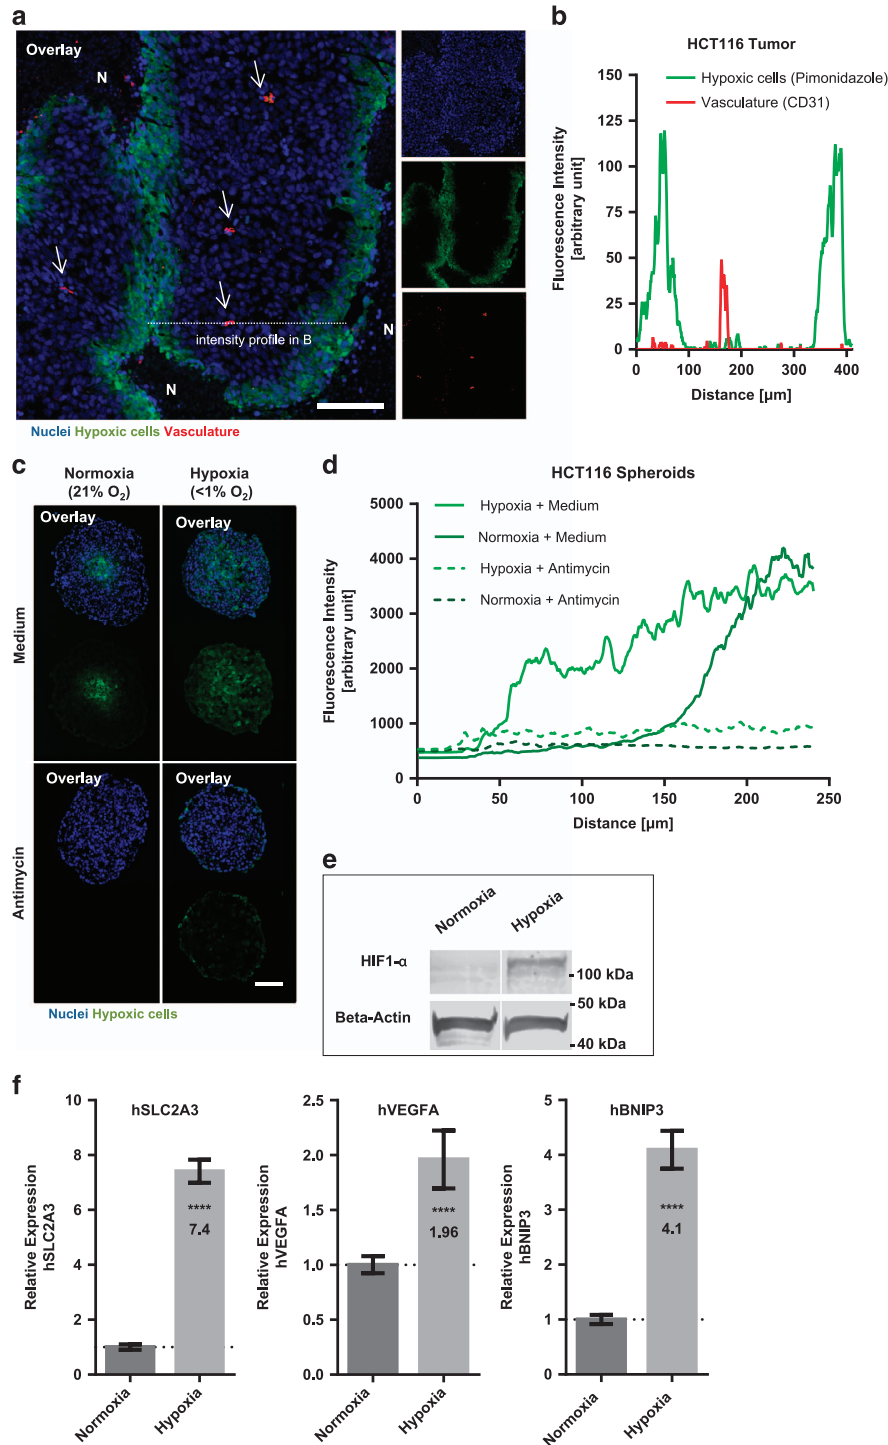 a
Overlay
N
N
N
intensity profile in B
Nuclei Hypoxic cells Vasculature
b
HCT116 Tumor
Hypoxic cells (Pimonidazole)
Vasculature (CD31)
Fluorescence Intensity
[arbitrary unit]
150
125
100
75
50
25
0
0 100 200 300 400
Distance [µm]
c
Normoxia
(21% O₂)
Hypoxia
(<1% O₂)
Medium
Overlay
Overlay
Antimycin
Overlay
Overlay
Nuclei Hypoxic cells
d
HCT116 Spheroids
Hypoxia + Medium
Normoxia + Medium
Hypoxia + Antimycin
Normoxia + Antimycin
Fluorescence Intensity
[arbitrary unit]
5000
4000
3000
2000
1000
0
0 50 100 150 200 250
Distance [µm]
e
Normoxia
Hypoxia
HIF1-α
100 kDa
50 kDa
Beta-Actin
40 kDa
f
hSLC2A3
Relative Expression
hSLC2A3
10
8
6
4
2
0
****
7.4
Normoxia
Hypoxia
hVEGFA
Relative Expression
hVEGFA
2.5
2.0
1.5
1.0
0.5
0.0
****
1.96
Normoxia
Hypoxia
hBNIP3
Relative Expression
hBNIP3
5
4
3
2
1
0
****
4.1
Normoxia
Hypoxia